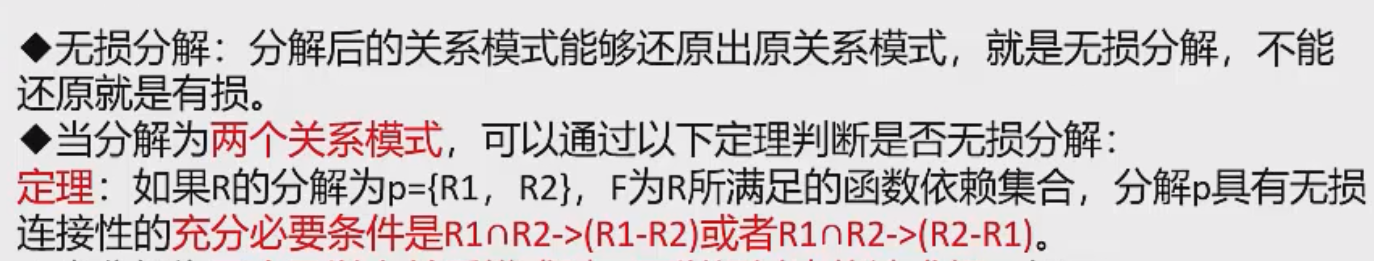 ◆无损分解：分解后的关系模式能够还原出原关系模式，就是无损分解，不能
还原就是有损。
◆当分解为两个关系模式，可以通过以下定理判断是否无损分解：
定理：如果R的分解为p={R1，R2}，F为R所满足的函数依赖集合，分解p具有无损
连接性的充分必要条件是R1∩R2->(R1-R2)或者R1∩R2->(R2-R1)。